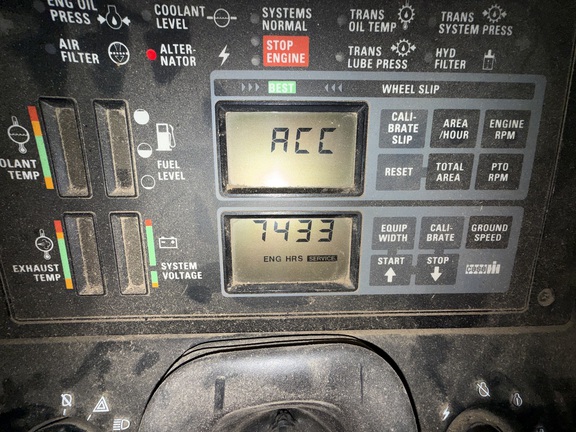 ENG OIL
PRESS
COOLANT
LEVEL
SYSTEMS
NORMAL
TRANS
OIL TEMP
TRANS
SYSTEM PRESS
AIR
FILTER
ALTER-
NATOR
STOP
ENGINE
TRANS
LUBE PRESS
HYD
FILTER
BEST
WHEEL SLIP
ACC
CALI-
BRATE
SLIP
AREA
/HOUR
ENGINE
RPM
RESET
TOTAL
AREA
PTO
RPM
OLANT
TEMP
FUEL
LEVEL
7433
ENG HRS SERVICE
EQUIP
WIDTH
CALI-
BRATE
GROUND
SPEED
START
STOP
EXHAUST
TEMP
SYSTEM
VOLTAGE